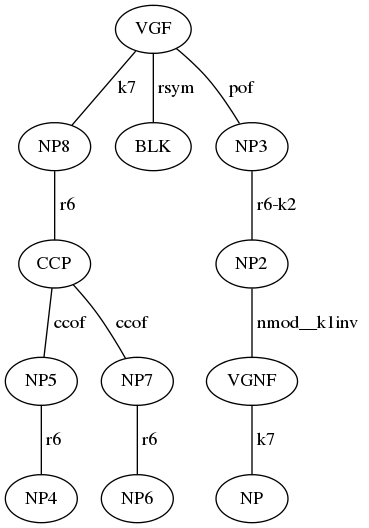 VGF
k7 rsym pof
NP8 BLK NP3
r6 r6-k2
CCP NP2
ccof ccof nmod__k1inv
NP5 NP7 VGNF
r6 r6 k7
NP4 NP6 NP